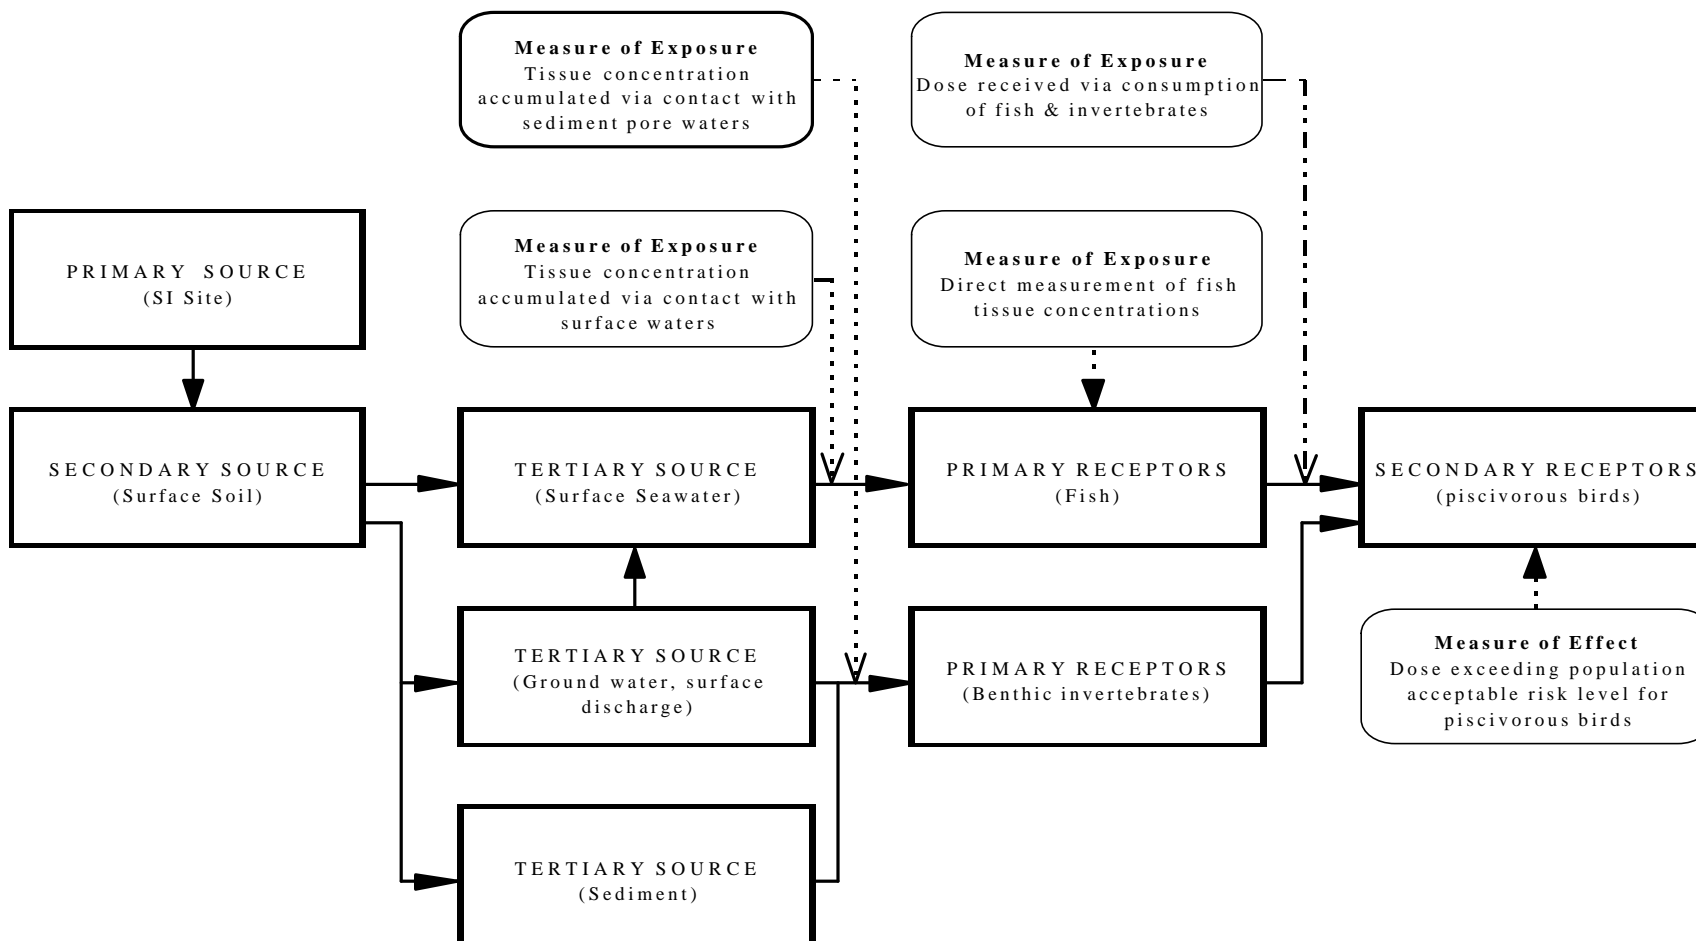 Measure of Exposure
Tissue concentration
accumulated via contact with
sediment pore waters
Measure of Exposure
Dose received via consumption
of fish & invertebrates
PRIMARY SOURCE
(SI Site)
Measure of Exposure
Tissue concentration
accumulated via contact with
surface waters
Measure of Exposure
Direct measurement of fish
tissue concentrations
SECONDARY SOURCE
(Surface Soil)
TERTIARY SOURCE
(Surface Seawater)
PRIMARY RECEPTORS
(Fish)
SECONDARY RECEPTORS
(piscivorous birds)
TERTIARY SOURCE
(Ground water, surface
discharge)
PRIMARY RECEPTORS
(Benthic invertebrates)
Measure of Effect
Dose exceeding population
acceptable risk level for
piscivorous birds
TERTIARY SOURCE
(Sediment)